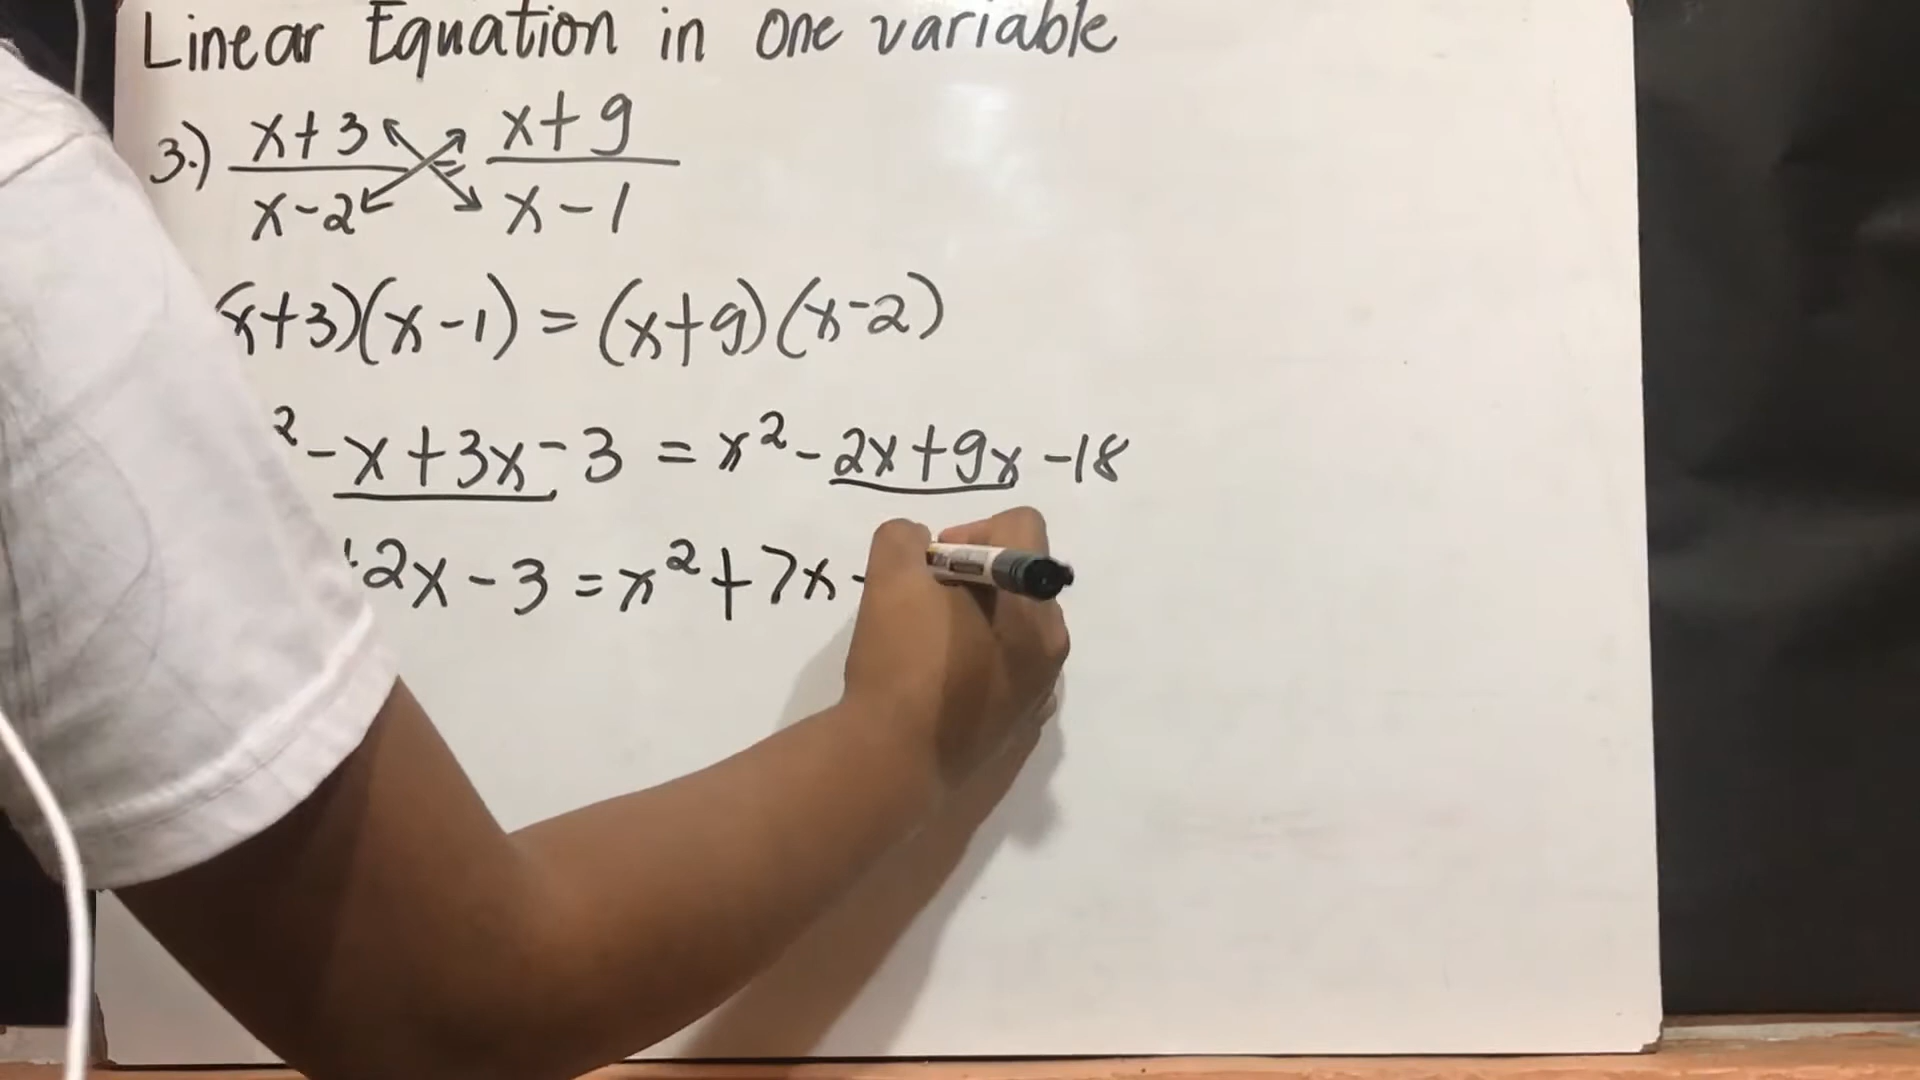 Linear Equation in One variable
3.) x+3 = x+9
x-2 x-1
(x+3)(x-1) = (x+9)(x-2)
² -x+3x-3 = x²-2x+9x-18
+2x-3 = x²+7x-